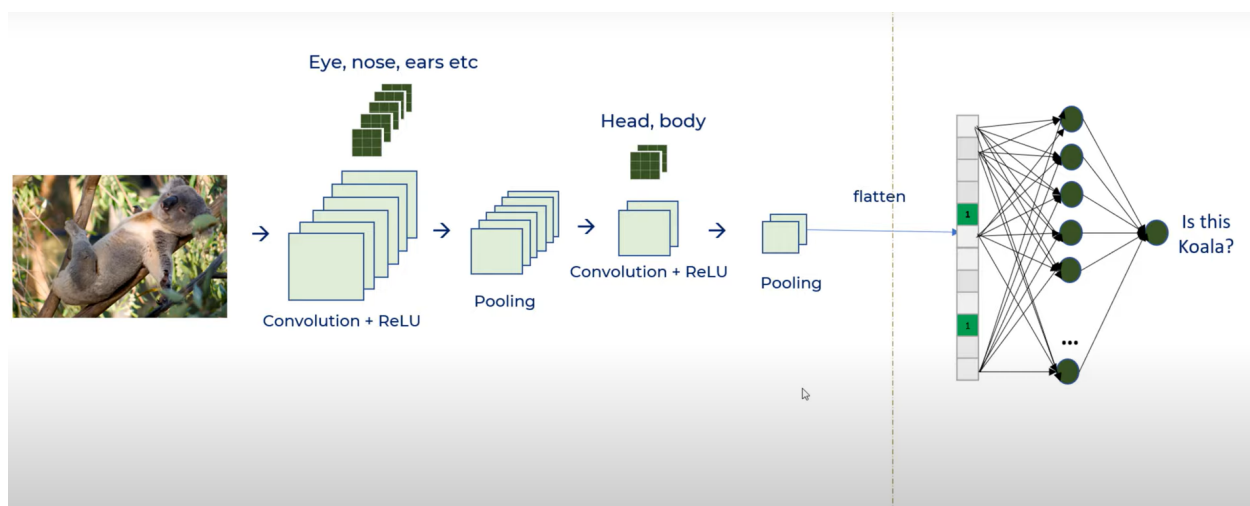 Eye, nose, ears etc
Convolution + ReLU
Pooling
Head, body
Convolution + ReLU
Pooling
flatten
1
1
...
Is this
Koala?